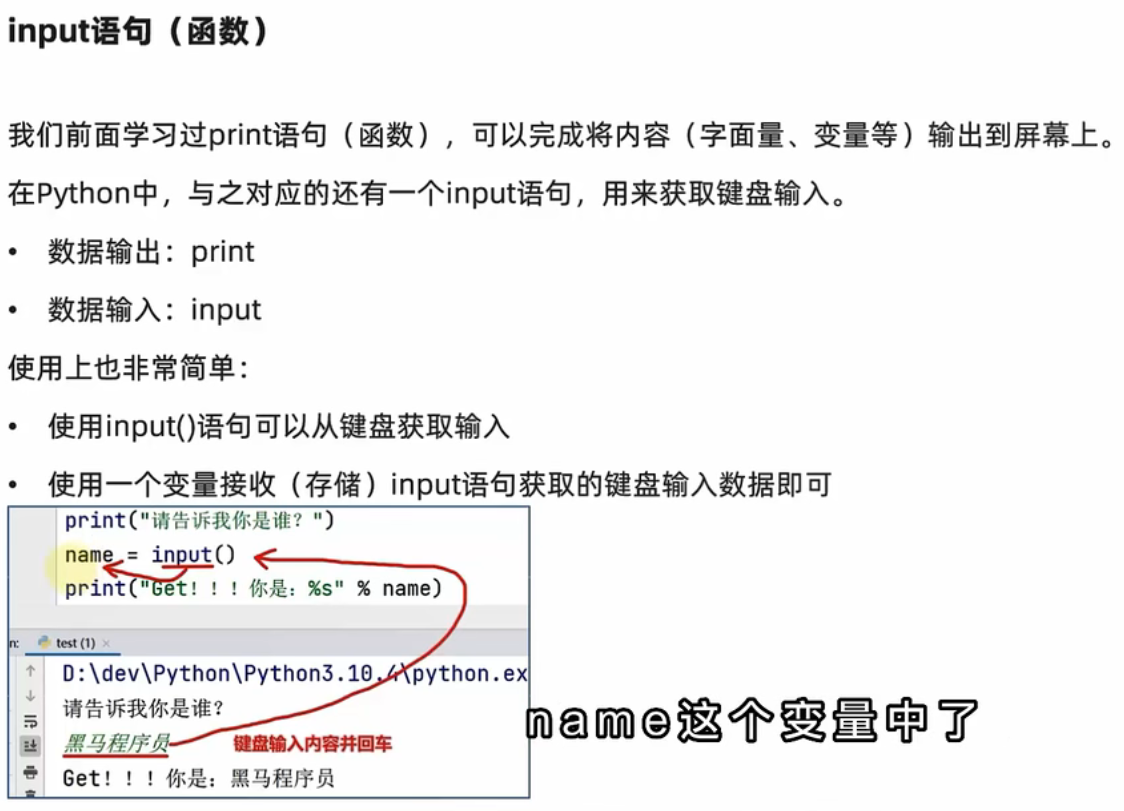 input语句（函数）
我们前面学习过print语句（函数），可以完成将内容（字面量、变量等）输出到屏幕上。
在Python中，与之对应的还有一个input语句，用来获取键盘输入。
• 数据输出：print
• 数据输入：input
使用上也非常简单：
• 使用input()语句可以从键盘获取输入
• 使用一个变量接收（存储）input语句获取的键盘输入数据即可
print("请告诉我你是谁？")
name = input()
print("Get！！！你是：%s" % name)
n: test (1) ×
D:\dev\Python\Python3.10.4\python.ex
请告诉我你是谁？
黑马程序员 键盘输入内容并回车
Get！！！你是：黑马程序员
name这个变量中了